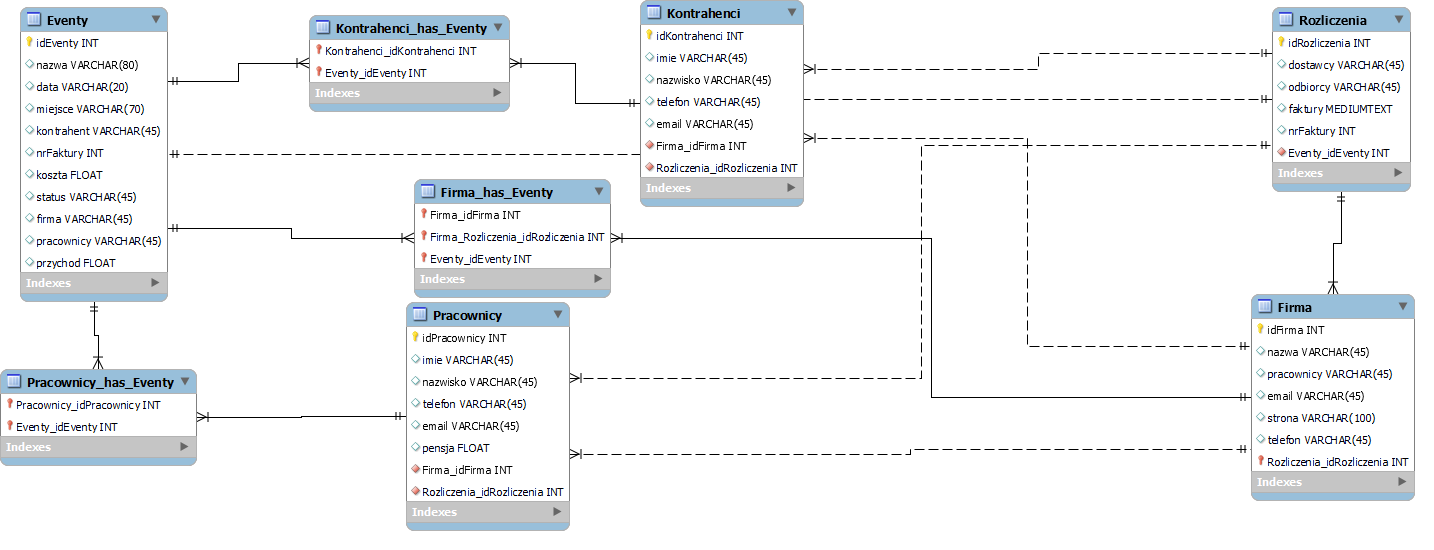 Eventy
idEventy INT
nazwa VARCHAR(80)
data VARCHAR(20)
miejsce VARCHAR(70)
kontrahent VARCHAR(45)
nrFaktury INT
koszta FLOAT
status VARCHAR(45)
firma VARCHAR(45)
pracownicy VARCHAR(45)
przychod FLOAT
Indexes
Kontrahenci_has_Eventy
Kontrahenci_idKontrahenci INT
Eventy_idEventy INT
Indexes
Kontrahenci
idKontrahenci INT
imie VARCHAR(45)
nazwisko VARCHAR(45)
telefon VARCHAR(45)
email VARCHAR(45)
Firma_idFirma INT
Rozliczenia_idRozliczenia INT
Indexes
Rozliczenia
idRozliczenia INT
dostawcy VARCHAR(45)
odbiorcy VARCHAR(45)
faktury MEDIUMTEXT
nrFaktury INT
Eventy_idEventy INT
Indexes
Firma_has_Eventy
Firma_idFirma INT
Firma_Rozliczenia_idRozliczenia INT
Eventy_idEventy INT
Indexes
Pracownicy_has_Eventy
Pracownicy_idPracownicy INT
Eventy_idEventy INT
Indexes
Pracownicy
idPracownicy INT
imie VARCHAR(45)
nazwisko VARCHAR(45)
telefon VARCHAR(45)
email VARCHAR(45)
pensja FLOAT
Firma_idFirma INT
Rozliczenia_idRozliczenia INT
Indexes
Firma
idFirma INT
nazwa VARCHAR(45)
pracownicy VARCHAR(45)
email VARCHAR(45)
strona VARCHAR(100)
telefon VARCHAR(45)
Rozliczenia_idRozliczenia INT
Indexes